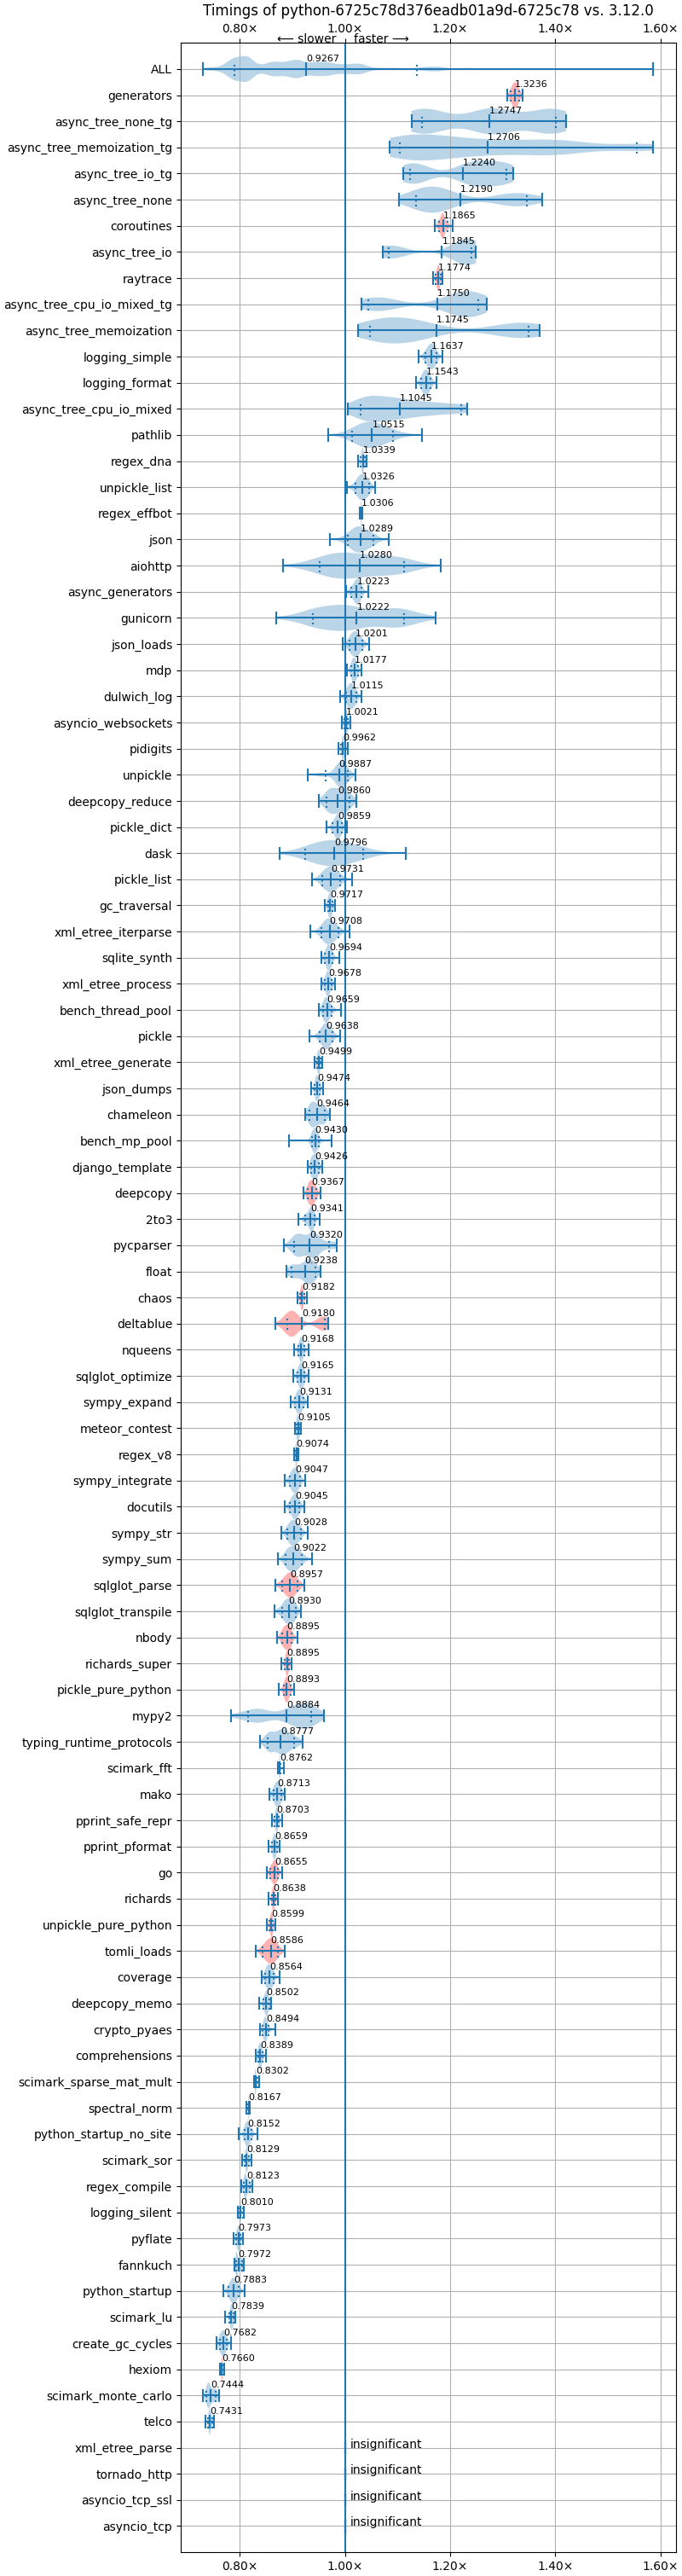 Timings of python-6725c78d376eadb01a9d-6725c78 vs. 3.12.0
0.80× 1.00× 1.20× 1.40× 1.60×
⟵ slower faster ⟶
ALL 0.9267
generators 1.3236
async_tree_none_tg 1.2747
async_tree_memoization_tg 1.2706
async_tree_io_tg 1.2240
async_tree_none 1.2190
coroutines 1.1865
async_tree_io 1.1845
raytrace 1.1774
async_tree_cpu_io_mixed_tg 1.1750
async_tree_memoization 1.1745
logging_simple 1.1637
logging_format 1.1543
async_tree_cpu_io_mixed 1.1045
pathlib 1.0515
regex_dna 1.0339
unpickle_list 1.0326
regex_effbot 1.0306
json 1.0289
aiohttp 1.0280
async_generators 1.0223
gunicorn 1.0222
json_loads 1.0201
mdp 1.0177
dulwich_log 1.0115
asyncio_websockets 1.0021
pidigits 0.9962
unpickle 0.9887
deepcopy_reduce 0.9860
pickle_dict 0.9859
dask 0.9796
pickle_list 0.9731
gc_traversal 0.9717
xml_etree_iterparse 0.9708
sqlite_synth 0.9694
xml_etree_process 0.9678
bench_thread_pool 0.9659
pickle 0.9638
xml_etree_generate 0.9499
json_dumps 0.9474
chameleon 0.9464
bench_mp_pool 0.9430
django_template 0.9426
deepcopy 0.9367
2to3 0.9341
pycparser 0.9320
float 0.9238
chaos 0.9182
deltablue 0.9180
nqueens 0.9168
sqlglot_optimize 0.9165
sympy_expand 0.9131
meteor_contest 0.9105
regex_v8 0.9074
sympy_integrate 0.9047
docutils 0.9045
sympy_str 0.9028
sympy_sum 0.9022
sqlglot_parse 0.8957
sqlglot_transpile 0.8930
nbody 0.8895
richards_super 0.8895
pickle_pure_python 0.8893
mypy2 0.8884
typing_runtime_protocols 0.8777
scimark_fft 0.8762
mako 0.8713
pprint_safe_repr 0.8703
pprint_pformat 0.8659
go 0.8655
richards 0.8638
unpickle_pure_python 0.8599
tomli_loads 0.8586
coverage 0.8564
deepcopy_memo 0.8502
crypto_pyaes 0.8494
comprehensions 0.8389
scimark_sparse_mat_mult 0.8302
spectral_norm 0.8167
python_startup_no_site 0.8152
scimark_sor 0.8129
regex_compile 0.8123
logging_silent 0.8010
pyflate 0.7973
fannkuch 0.7972
python_startup 0.7883
scimark_lu 0.7839
create_gc_cycles 0.7682
hexiom 0.7660
scimark_monte_carlo 0.7444
telco 0.7431
xml_etree_parse insignificant
tornado_http insignificant
asyncio_tcp_ssl insignificant
asyncio_tcp insignificant
0.80× 1.00× 1.20× 1.40× 1.60×